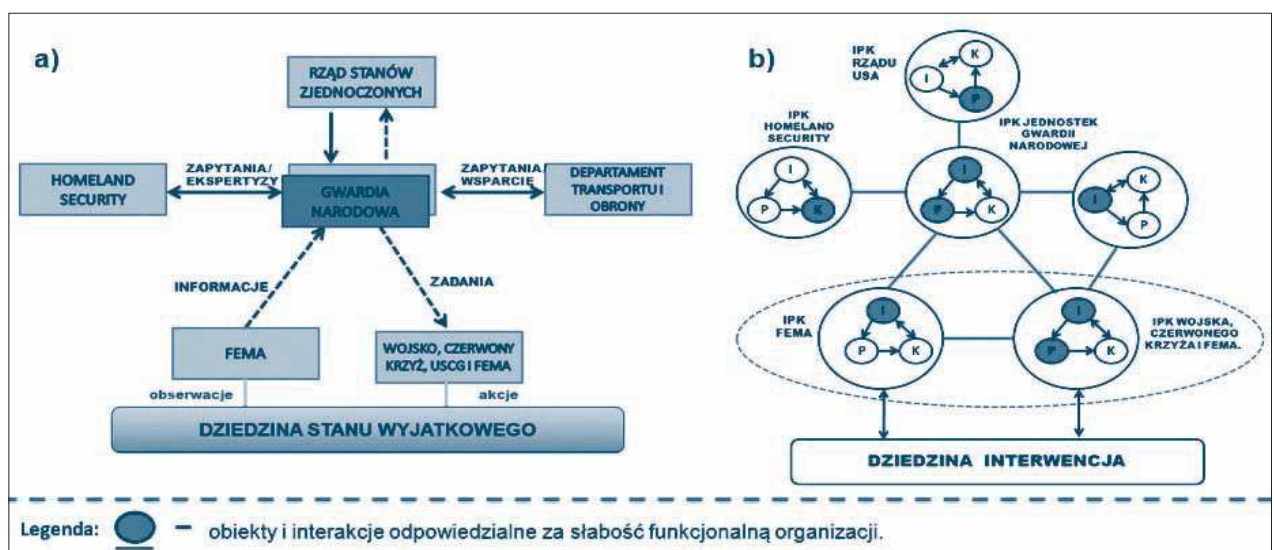 a)
RZĄD STANÓW
ZJEDNOCZONYCH
HOMELAND
SECURITY
ZAPYTANIA/
EKSPERTYZY
GWARDIA
NARODOWA
ZAPYTANIA/
WSPARCIE
DEPARTAMENT
TRANSPORTU I
OBRONY
INFORMACJE
ZADANIA
FEMA
WOJSKO, CZERWONY
KRZYŻ, USCG I FEMA
obserwacje
akcje
DZIEDZINA STANU WYJATKOWEGO
b)
IPK
RZĄDU
USA
K
I
P
IPK
HOMELAND
SECURITY
I
P
K
IPK JEDNOSTEK
GWARDII
NARODOWEJ
I
P
K
K
I
P
IPK
FEMA
I
P
K
I
P
K
IPK WOJSKA,
CZERWONEGO
KRZYŻA I FEMA.
DZIEDZINA INTERWENCJA
Legenda: – obiekty i interakcje odpowiedzialne za słabość funkcjonalną organizacji.